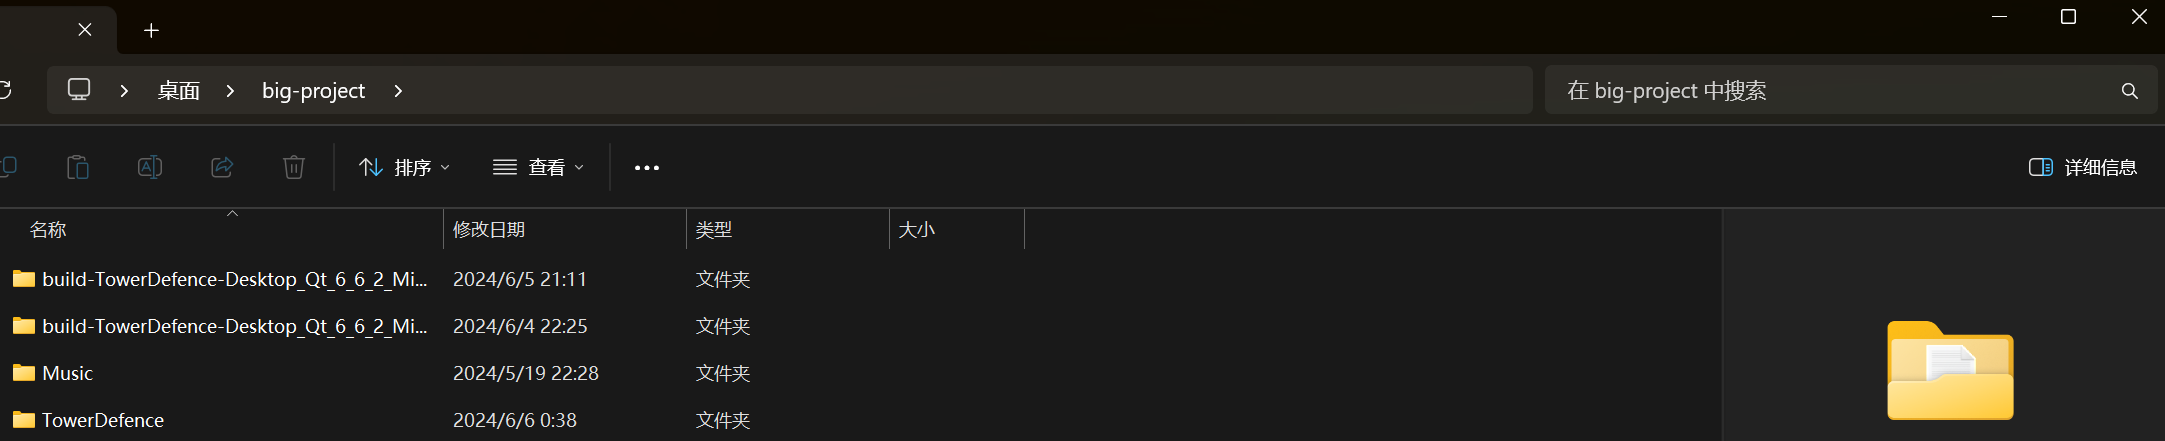 桌面 big-project
在 big-project 中搜索
排序 查看 详细信息
名称 修改日期 类型 大小
build-TowerDefence-Desktop_Qt_6_6_2_Mi... 2024/6/5 21:11 文件夹
build-TowerDefence-Desktop_Qt_6_6_2_Mi... 2024/6/4 22:25 文件夹
Music 2024/5/19 22:28 文件夹
TowerDefence 2024/6/6 0:38 文件夹